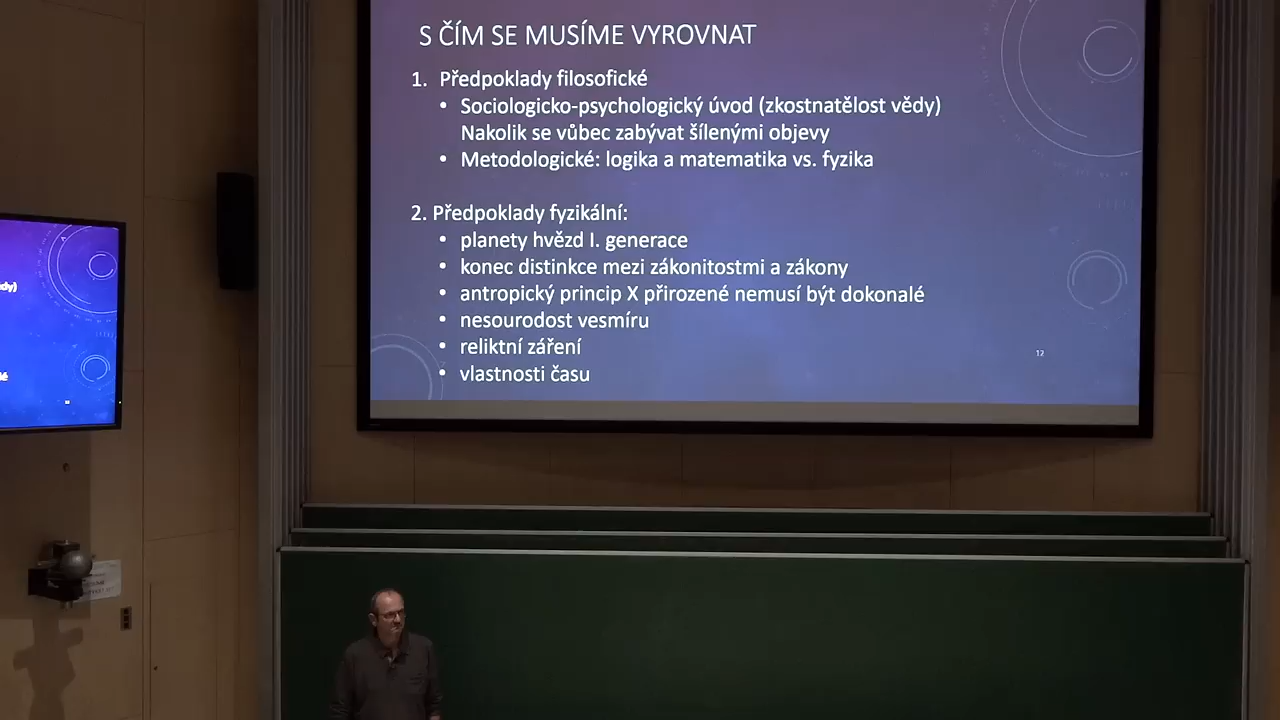 S ČÍM SE MUSÍME VYROVNAT
1. Předpoklady filosofické
• Sociologicko-psychologický úvod (zkostnatělost vědy)
Nakolik se vůbec zabývat šílenými objevy
• Metodologické: logika a matematika vs. fyzika
2. Předpoklady fyzikální:
• planety hvězd I. generace
• konec distinkce mezi zákonitostmi a zákony
• antropický princip X přirozené nemusí být dokonalé
• nesourodost vesmíru
• reliktní záření
• vlastnosti času
12